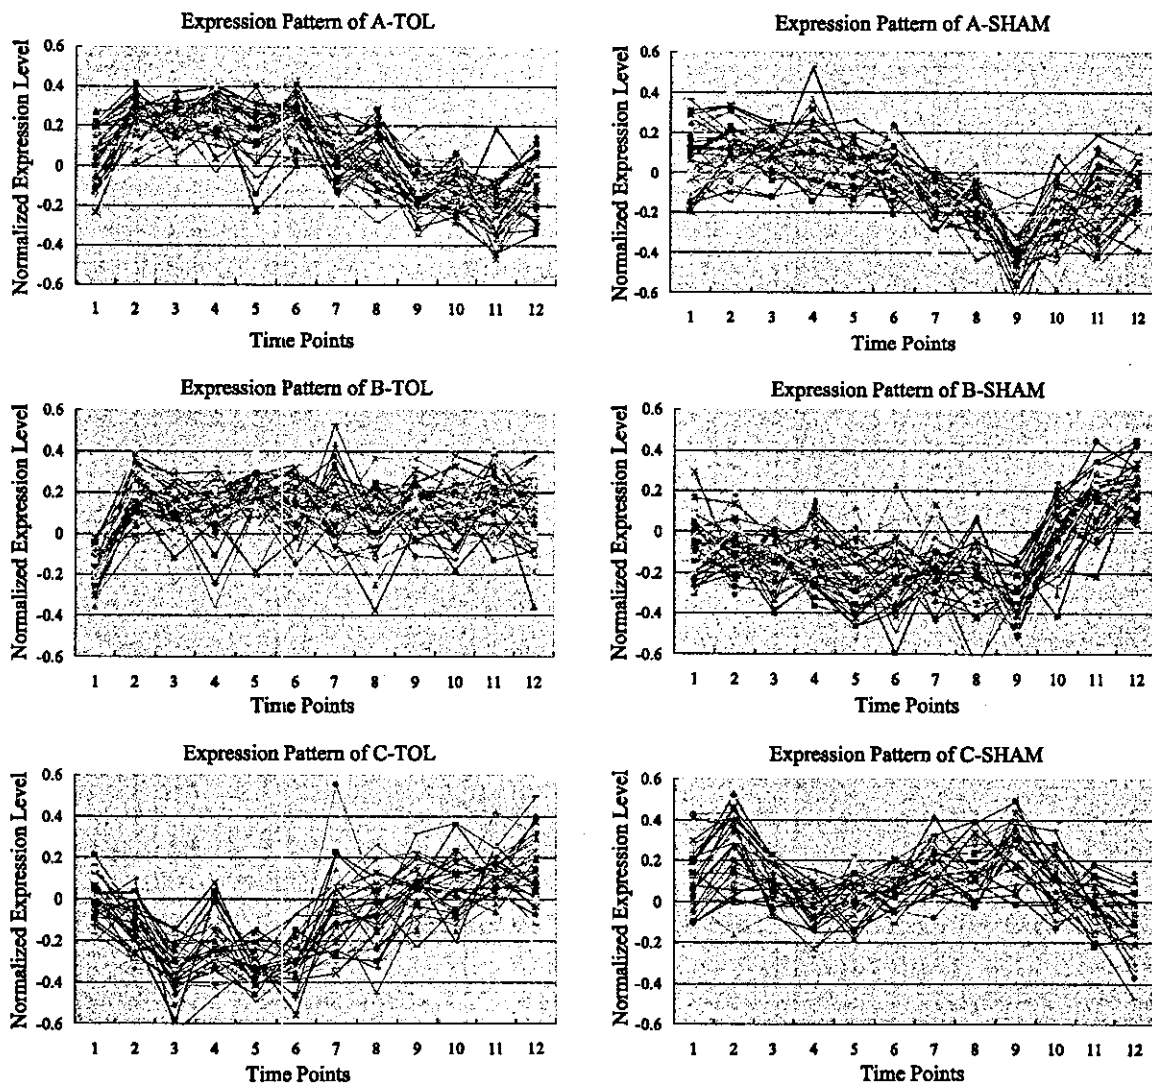 Expression Pattern of A-TOL
Normalized Expression Level
0.6
0.4
0.2
0
-0.2
-0.4
-0.6
1 2 3 4 5 6 7 8 9 10 11 12
Time Points
Expression Pattern of A-SHAM
Normalized Expression Level
0.6
0.4
0.2
0
-0.2
-0.4
-0.6
1 2 3 4 5 6 7 8 9 10 11 12
Time Points
Expression Pattern of B-TOL
Normalized Expression Level
0.6
0.4
0.2
0
-0.2
-0.4
-0.6
1 2 3 4 5 6 7 8 9 10 11 12
Time Points
Expression Pattern of B-SHAM
Normalized Expression Level
0.6
0.4
0.2
0
-0.2
-0.4
-0.6
1 2 3 4 5 6 7 8 9 10 11 12
Time Points
Expression Pattern of C-TOL
Normalized Expression Level
0.6
0.4
0.2
0
-0.2
-0.4
-0.6
1 2 3 4 5 6 7 8 9 10 11 12
Time Points
Expression Pattern of C-SHAM
Normalized Expression Level
0.6
0.4
0.2
0
-0.2
-0.4
-0.6
1 2 3 4 5 6 7 8 9 10 11 12
Time Points